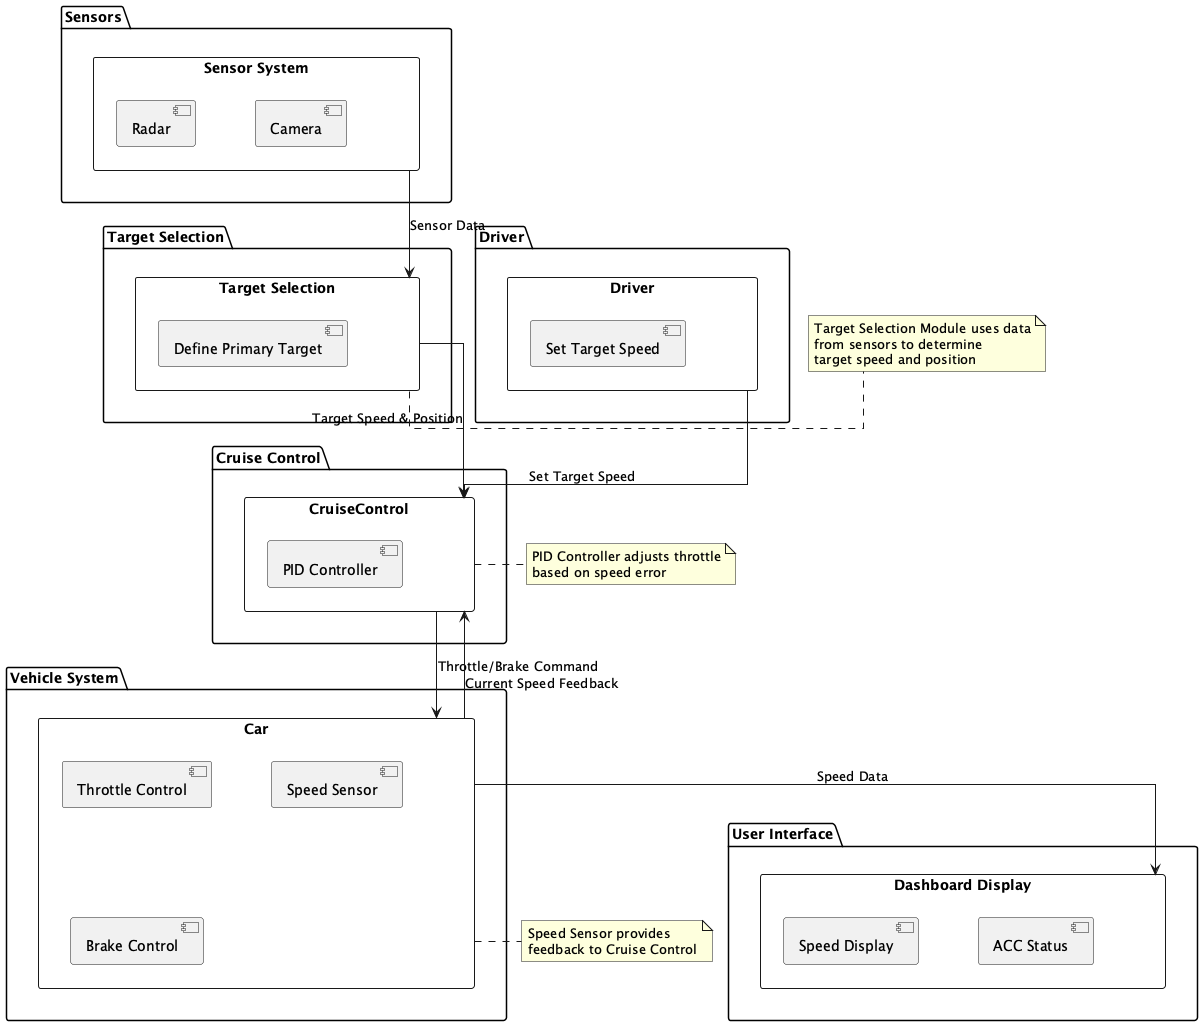 Sensors
Sensor System
Radar
Camera
Sensor Data
Target Selection
Driver
Target Selection
Driver
Define Primary Target
Set Target Speed
Target Selection Module uses data
from sensors to determine
target speed and position
Target Speed & Position
Cruise Control
Set Target Speed
CruiseControl
PID Controller
PID Controller adjusts throttle
based on speed error
Throttle/Brake Command
Current Speed Feedback
Vehicle System
Car
Throttle Control
Speed Sensor
Speed Data
User Interface
Dashboard Display
Brake Control
Speed Sensor provides
feedback to Cruise Control
Speed Display
ACC Status